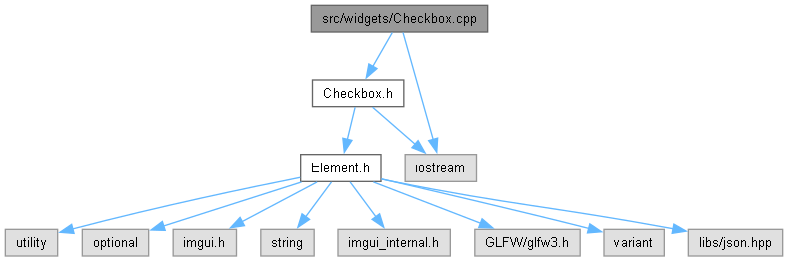 src/widgets/Checkbox.cpp
Checkbox.h
Element.h
iostream
utility
optional
imgui.h
string
imgui_internal.h
GLFW/glfw3.h
variant
libs/json.hpp